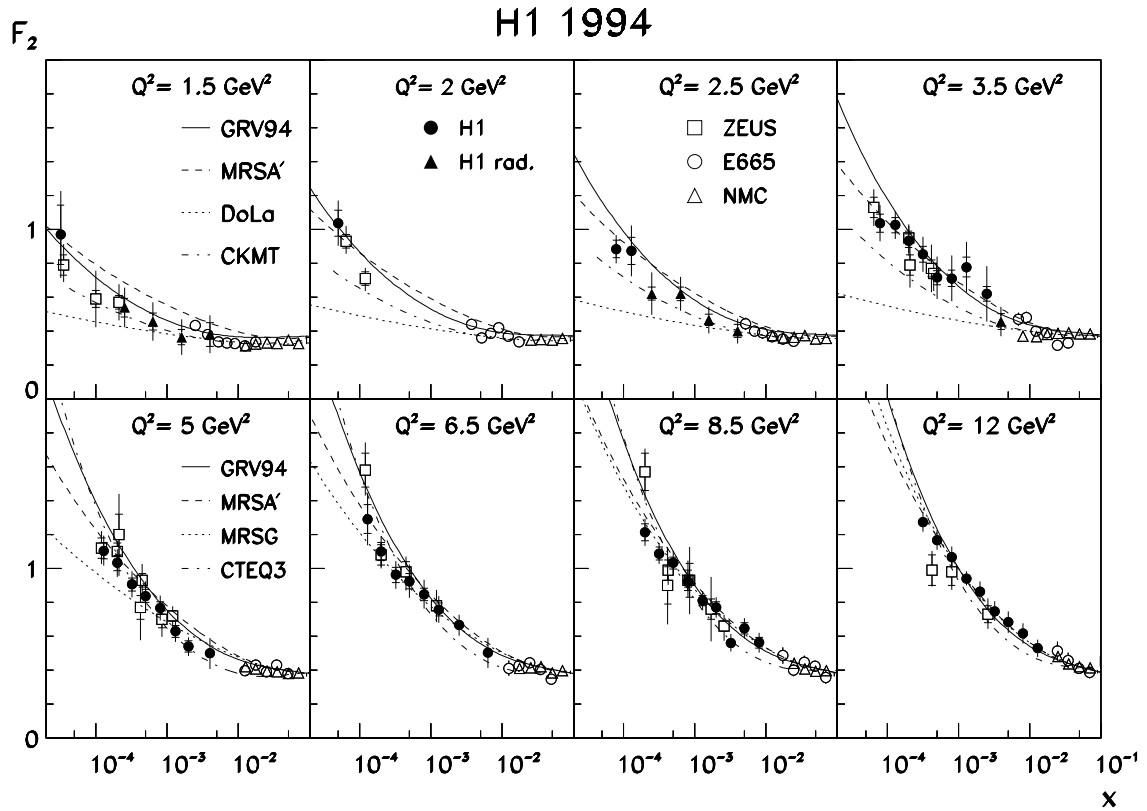 H1 1994
F₂
Q²= 1.5 GeV²
GRV94
MRSA′
DoLa
CKMT
Q²= 2 GeV²
H1
H1 rad.
Q²= 2.5 GeV²
ZEUS
E665
NMC
Q²= 3.5 GeV²
1
0
Q²= 5 GeV²
GRV94
MRSA′
MRSG
CTEQ3
Q²= 6.5 GeV²
Q²= 8.5 GeV²
Q²= 12 GeV²
1
0
10⁻⁴ 10⁻³ 10⁻² 10⁻⁴ 10⁻³ 10⁻² 10⁻⁴ 10⁻³ 10⁻² 10⁻⁴ 10⁻³ 10⁻² 10⁻¹
x